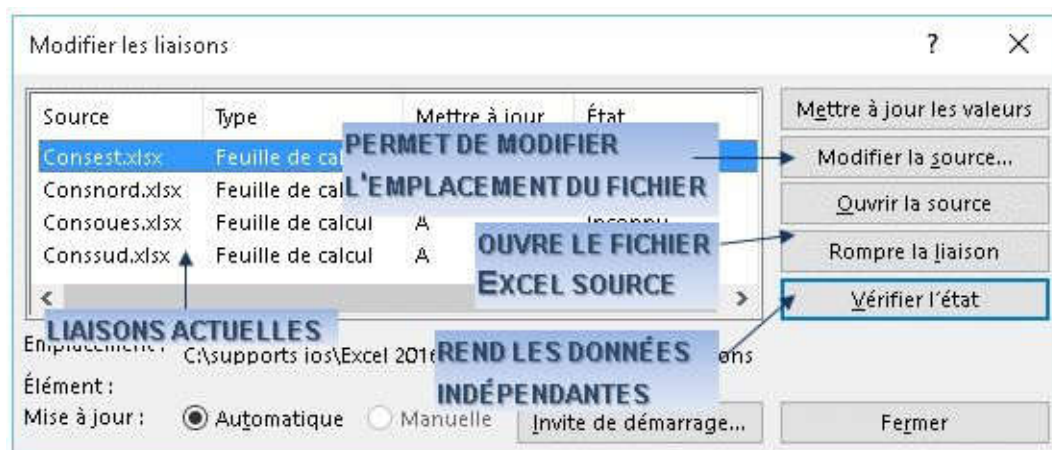 Modifier les liaisons ? ×
Source Type Mettre à jour État
Mettre à jour les valeurs
Consest.xlsx Feuille de cal
PERMET DE MODIFIER
L'EMPLACEMENT DU FICHIER
Modifier la source...
Consnord.xlsx Feuille de calcul
Ouvrir la source
Consoues.xlsx Feuille de calcul A Inconnu
Conssud.xlsx Feuille de calcul A
OUVRE LE FICHIER
EXCEL SOURCE
Rompre la liaison
Vérifier l'état
LIAISONS ACTUELLES
Emplacement : C:\supports ios\Excel 2016
REND LES DONNÉES
INDÉPENDANTES
Élément :
Mise à jour : Automatique Manuelle Invite de démarrage... Fermer